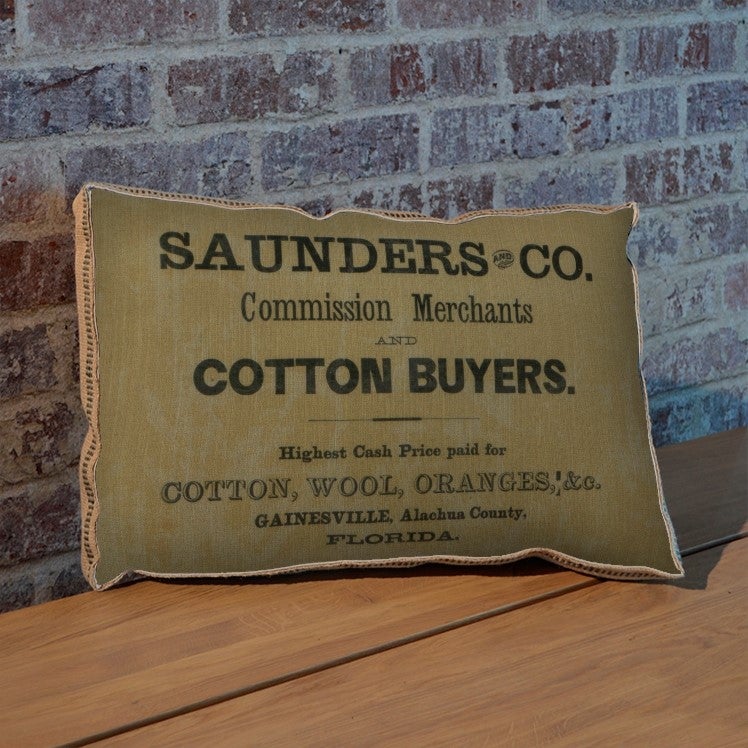 SAUNDERS AND CO.
Commission Merchants
AND
COTTON BUYERS.
Highest Cash Price paid for
COTTON, WOOL, ORANGES, &c.
GAINESVILLE, Alachua County,
FLORIDA.